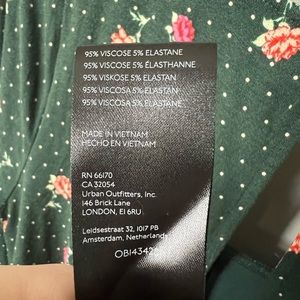 95% VISCOSE 5% ELASTANE
95% VISCOSE 5% ÉLASTHANNE
95% VISKOSE 5% ELASTAN
95% VISCOSA 5% ELASTANO
95% VISCOSA 5% ELASTANE
MADE IN VIETNAM
HECHO EN VIETNAM
RN 66170
CA 32054
Urban Outfitters, Inc.
146 Brick Lane
LONDON, E1 6RU
Leidsestraat 32, 1017 PB
Amsterdam, Netherlands